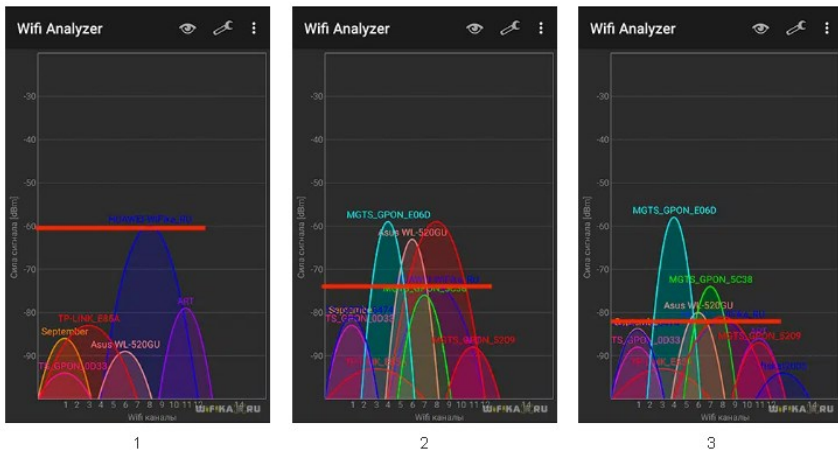 Wifi Analyzer
-30
-40
-50
-60
-70
-80
-90
Сила сигнала [dBm]
TP-LINK_E85A
September
Asus WL-520GU
TS_GPON_0D33
1 2 3 4 5 6 7 8 9 10 11 12 14
Wifi каналы
WiFiKA.RU
1
Wifi Analyzer
-30
-40
-50
-60
-70
-80
-90
Сила сигнала [dBm]
MGTS_GPON_E06D
Asus WL-520GU
MGTS_GPON_5C38
TS_GPON_0D33
MGTS_GPON_5209
1 2 3 4 5 6 7 8 9 10 11 12 14
Wifi каналы
WiFiKA.RU
2
Wifi Analyzer
-30
-40
-50
-60
-70
-80
-90
Сила сигнала [dBm]
MGTS_GPON_E06D
MGTS_GPON_5C38
Asus WL-520GU
TS_GPON_0D33
MGTS_GPON_5209
1 2 3 4 5 6 7 8 9 10 11 12 14
Wifi каналы
WiFiKA.RU
3